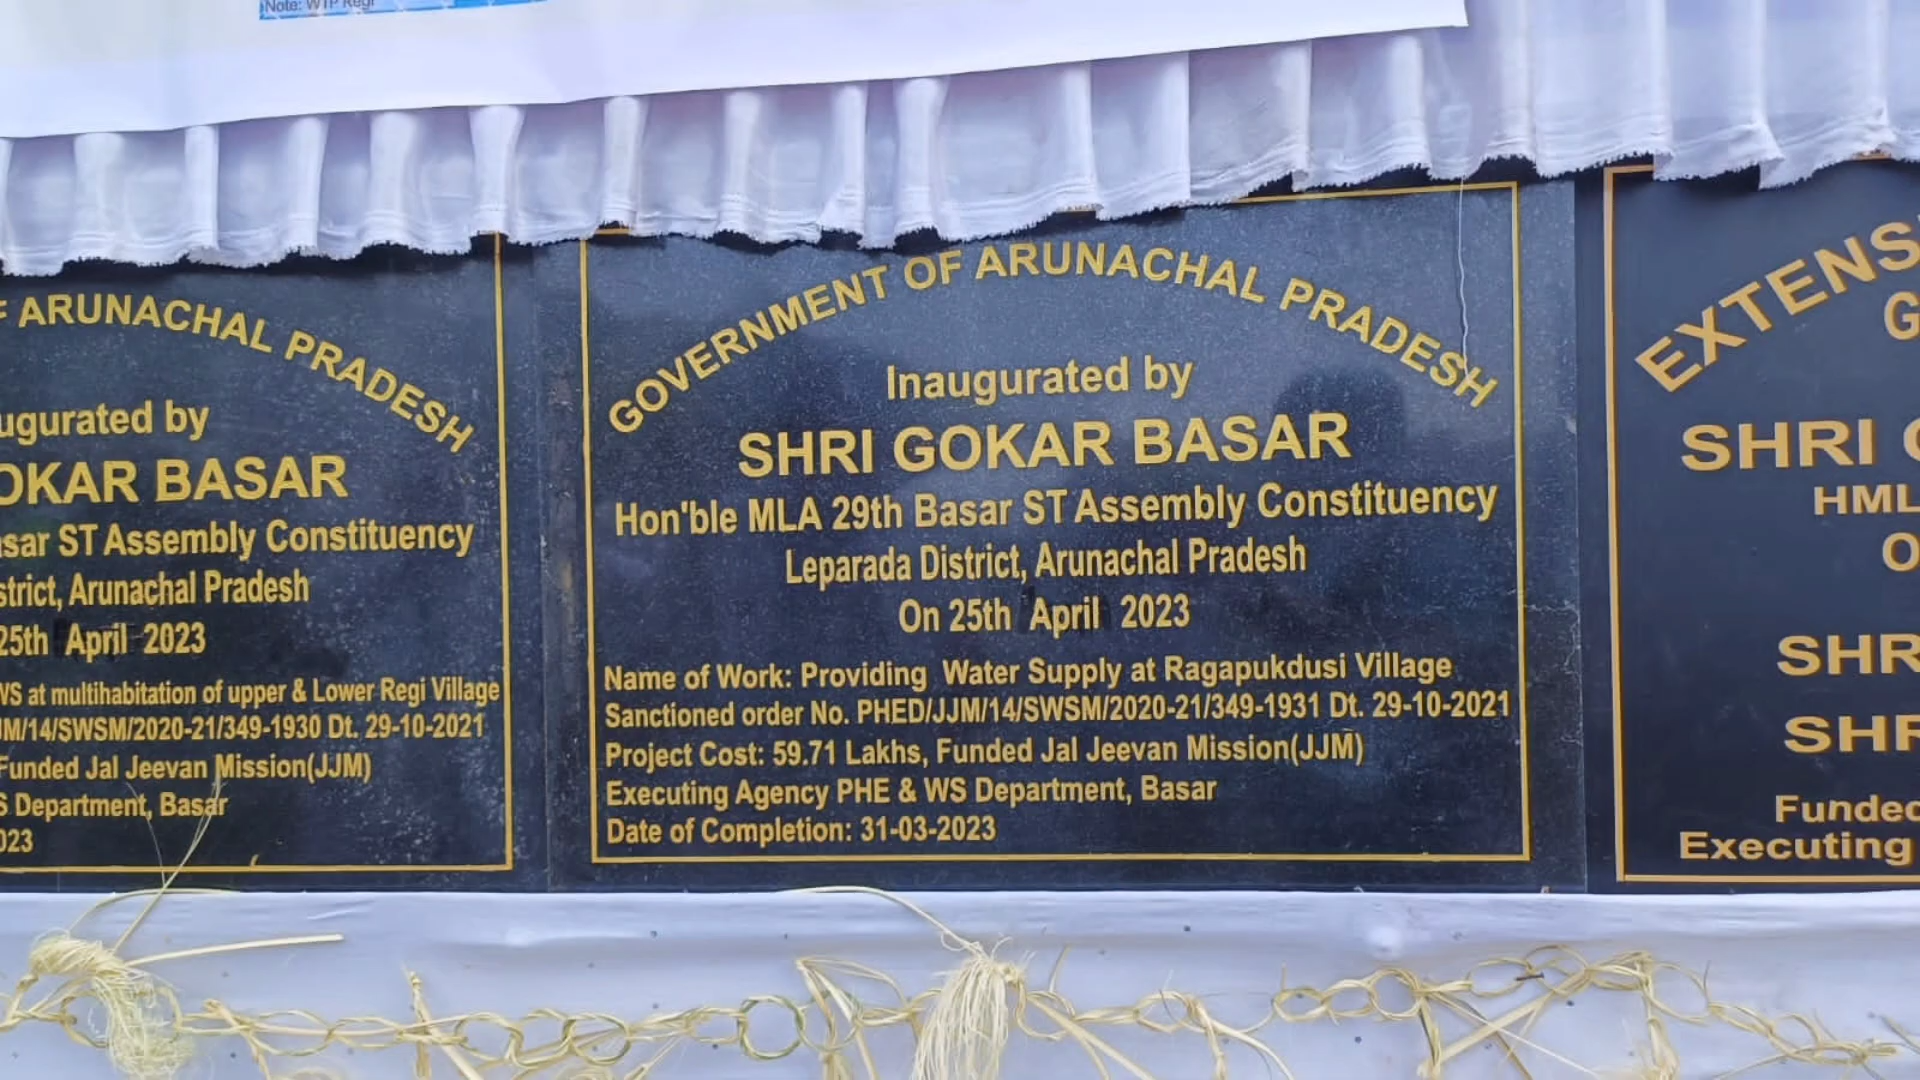 Note: WTP Regi
ARUNACHAL PRADESH
ugurated by
OKAR BASAR
asar ST Assembly Constituency
strict, Arunachal Pradesh
25th April 2023
WS at multihabitation of upper & Lower Regi Village
JM/14/SWSM/2020-21/349-1930 Dt. 29-10-2021
Funded Jal Jeevan Mission(JJM)
S Department, Basar
023
GOVERNMENT OF ARUNACHAL PRADESH
Inaugurated by
SHRI GOKAR BASAR
Hon'ble MLA 29th Basar ST Assembly Constituency
Leparada District, Arunachal Pradesh
On 25th April 2023
Name of Work: Providing Water Supply at Ragapukdusi Village
Sanctioned order No. PHED/JJM/14/SWSM/2020-21/349-1931 Dt. 29-10-2021
Project Cost: 59.71 Lakhs, Funded Jal Jeevan Mission(JJM)
Executing Agency PHE & WS Department, Basar
Date of Completion: 31-03-2023
EXTENS
G
SHRI G
HML
O
SHR
SHR
Funded
Executing